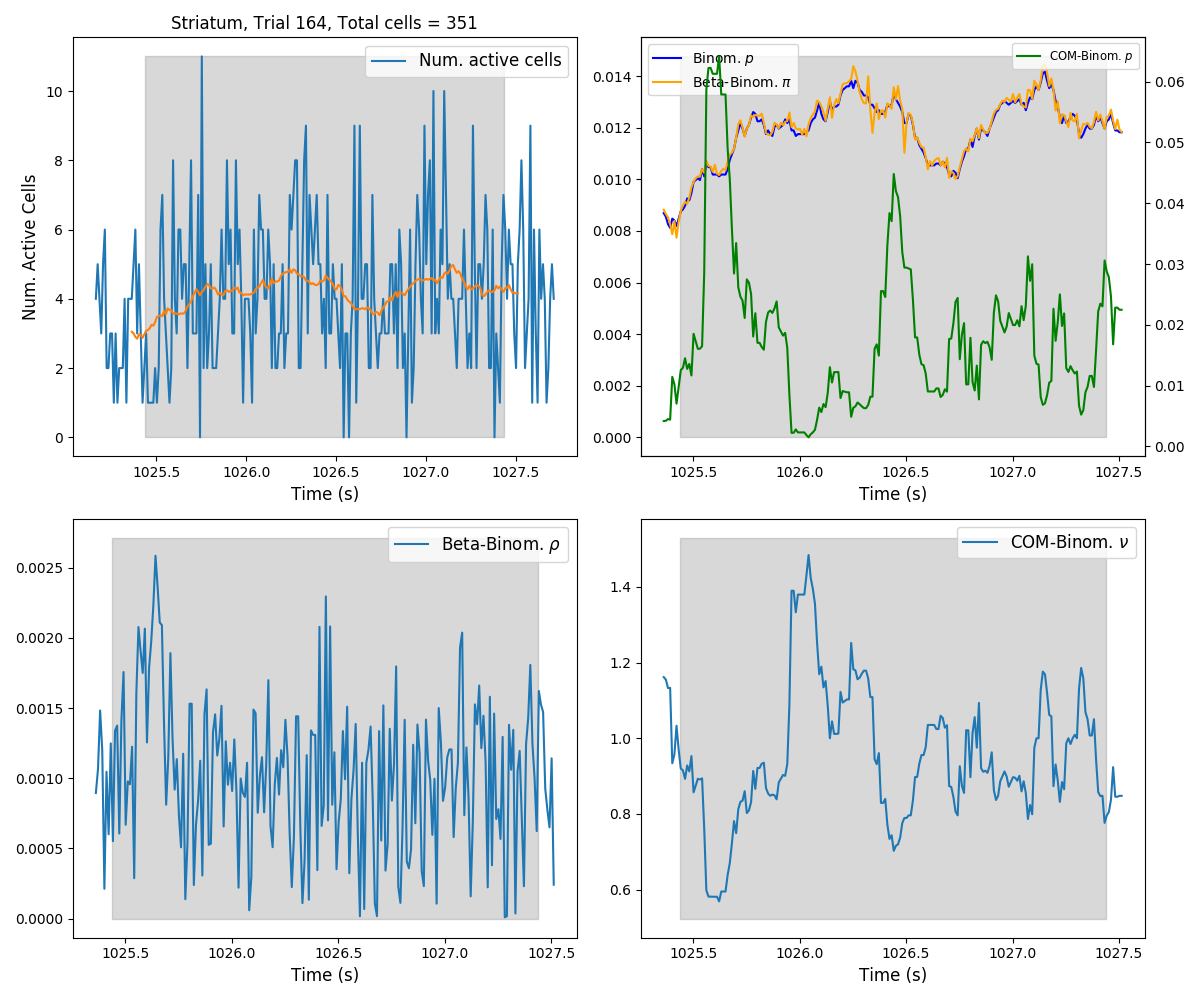 Striatum, Trial 164, Total cells = 351
Num. active cells
Num. Active Cells
10
8
6
4
2
0
1025.5 1026.0 1026.5 1027.0 1027.5
Time (s)
Binom. p
Beta-Binom. π
COM-Binom. p
0.014
0.012
0.010
0.008
0.006
0.004
0.002
0.000
0.06
0.05
0.04
0.03
0.02
0.01
0.00
1025.5 1026.0 1026.5 1027.0 1027.5
Time (s)
Beta-Binom. ρ
0.0025
0.0020
0.0015
0.0010
0.0005
0.0000
1025.5 1026.0 1026.5 1027.0 1027.5
Time (s)
COM-Binom. ν
1.4
1.2
1.0
0.8
0.6
1025.5 1026.0 1026.5 1027.0 1027.5
Time (s)